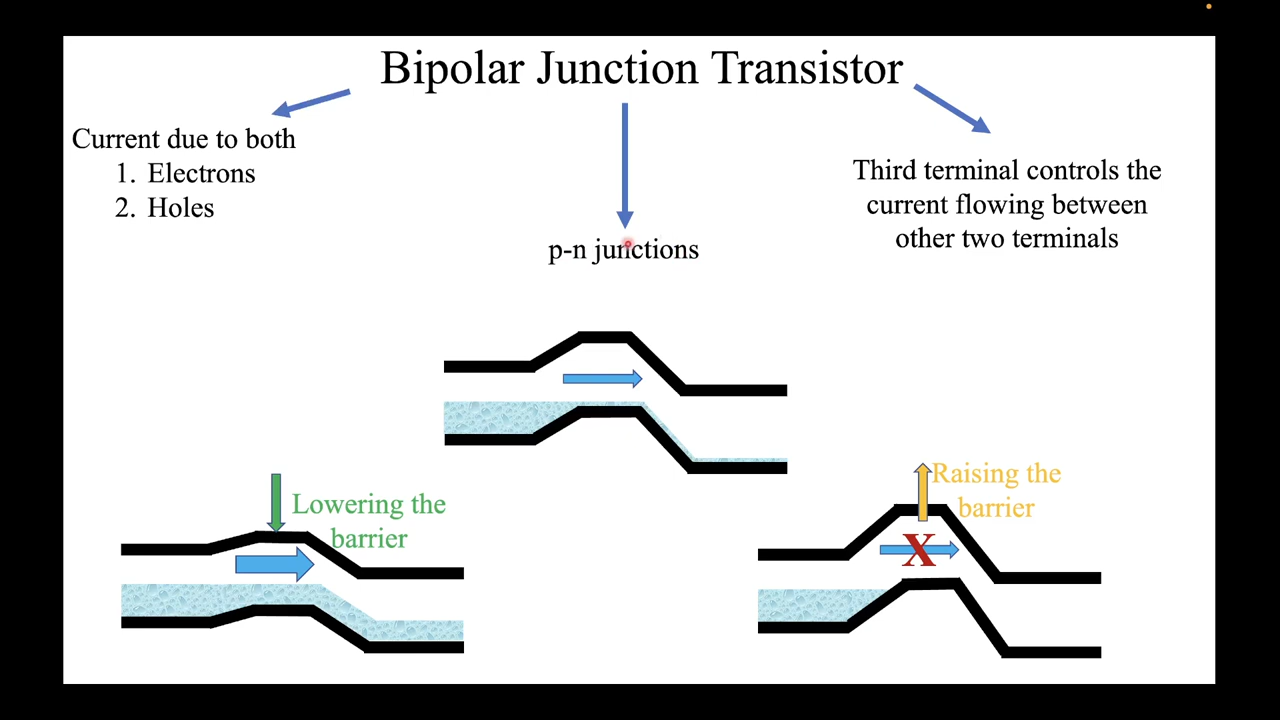 Bipolar Junction Transistor
Current due to both
1. Electrons
2. Holes
p-n junctions
Third terminal controls the
current flowing between
other two terminals
Lowering the
barrier
Raising the
barrier
X